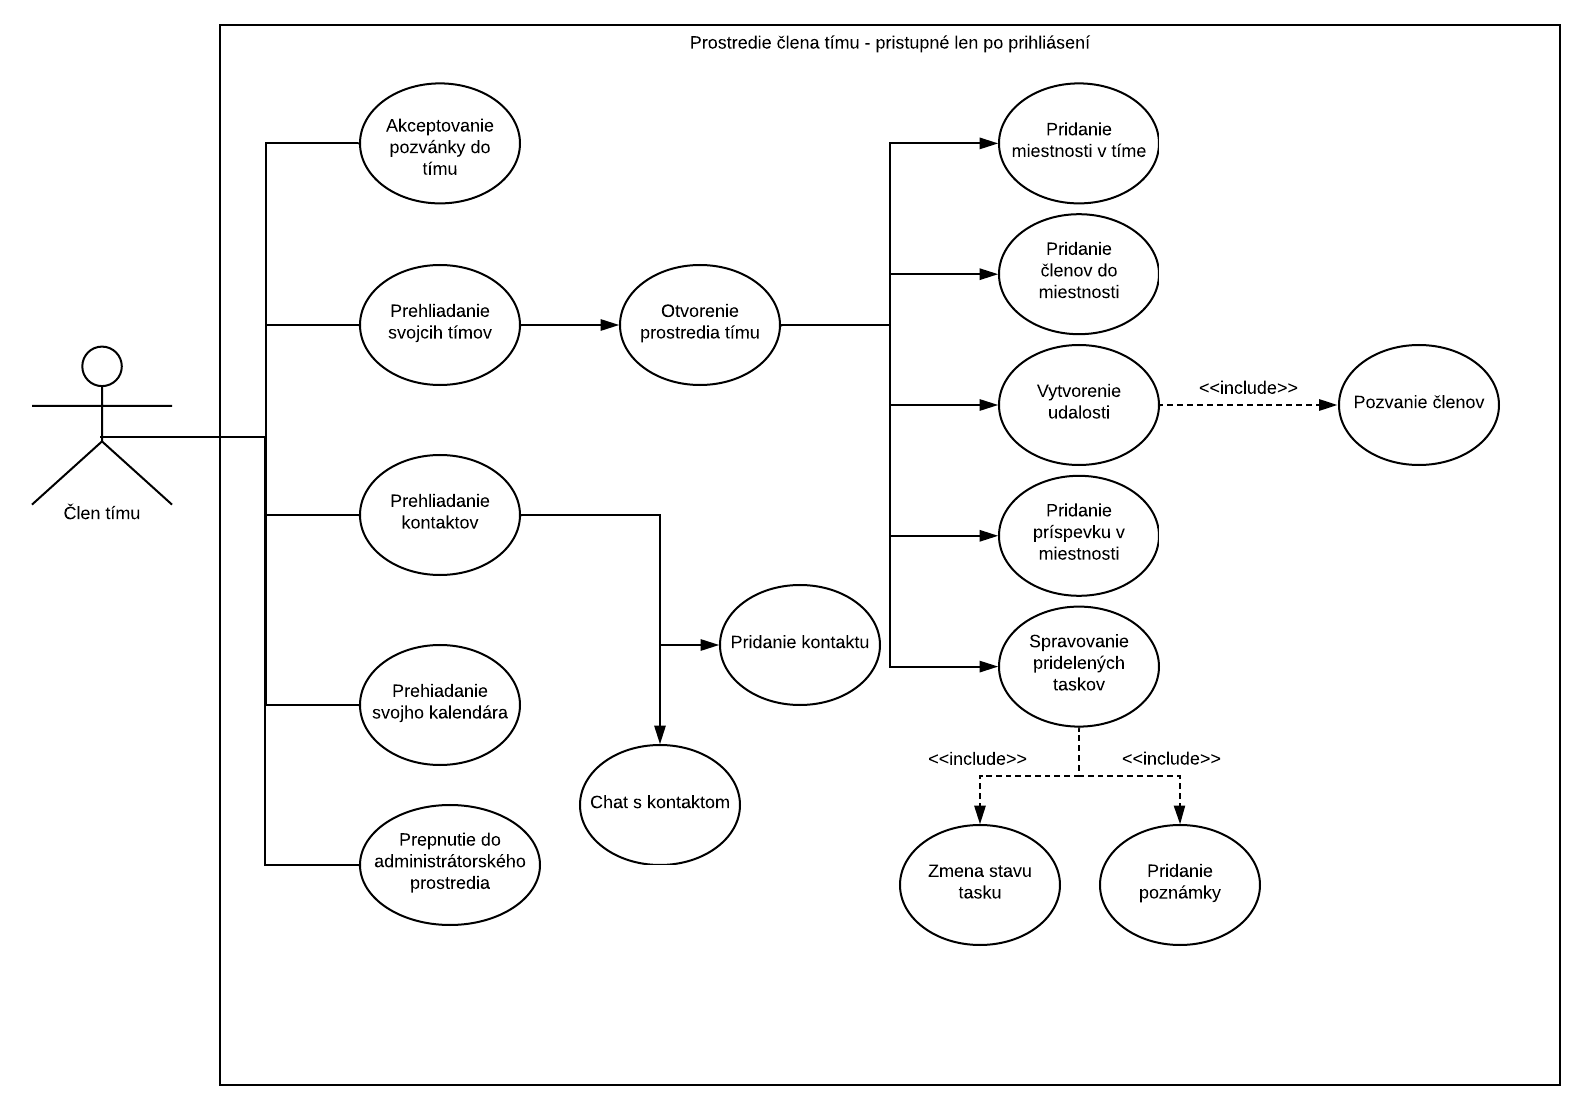 Prostredie člena tímu - pristupné len po prihliásení
Akceptovanie
pozvánky do
tímu
Prehliadanie
svojcih tímov
Prehliadanie
kontaktov
Prehiadanie
svojho kalendára
Prepnutie do
administrátorského
prostredia
Člen tímu
Otvorenie
prostredia tímu
Pridanie kontaktu
Chat s kontaktom
Pridanie
miestnosti v tíme
Pridanie
členov do
miestnosti
Vytvorenie
udalosti
<<include>>
Pozvanie členov
Pridanie
príspevku v
miestnosti
Spravovanie
pridelených
taskov
<<include>>
<<include>>
Zmena stavu
tasku
Pridanie
poznámky